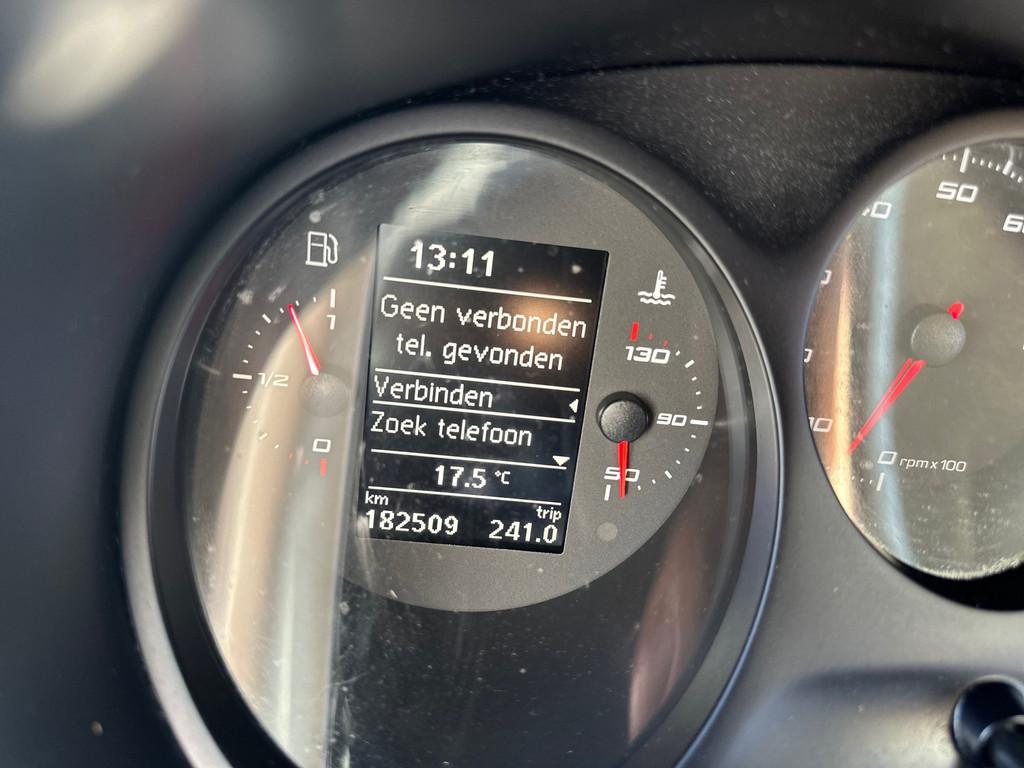 13:11
Geen verbonden
tel. gevonden
Verbinden
Zoek telefoon
17.5 °C
km
trip
182509 241.0
1
1/2
0
130
90
50
50
0 rpm x 100